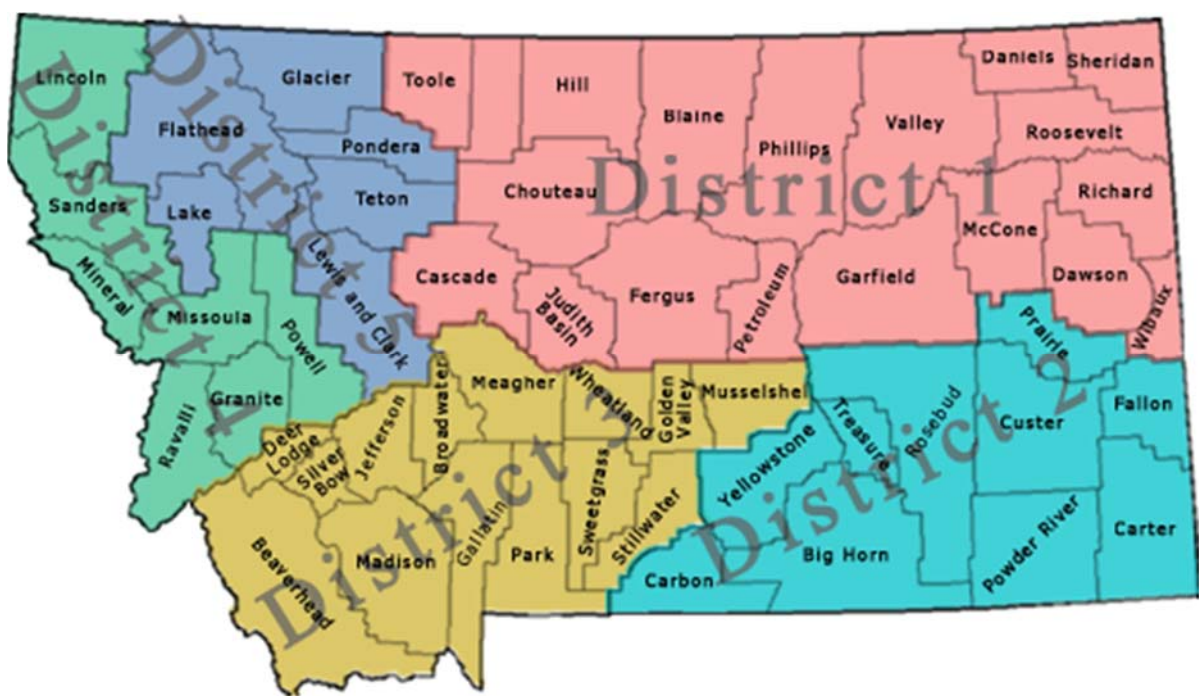 Lincoln
Glacier
Toole
Hill
Blaine
Phillips
Valley
Daniels
Sheridan
Flathead
Pondera
Roosevelt
Teton
Chouteau
District 1
Richard
Sanders
Lake
McCone
Mineral
Missoula
Powell
Lewis and Clark
District 5
Cascade
Judith
Basin
Fergus
Petroleum
Garfield
Dawson
Wibaux
Prairie
District 4
Granite
Ravalli
Meagher
Broadwater
Wheatland
Golden
Valley
Musselshel
Deer
Lodge
Silver
Bow
Jefferson
Yellowstone
Treasure
Rosebud
Custer
Fallon
District 2
Beaverhead
Madison
Gallatin
Park
Sweetgrass
Stillwater
District 3
Carbon
Big Horn
Powder River
Carter